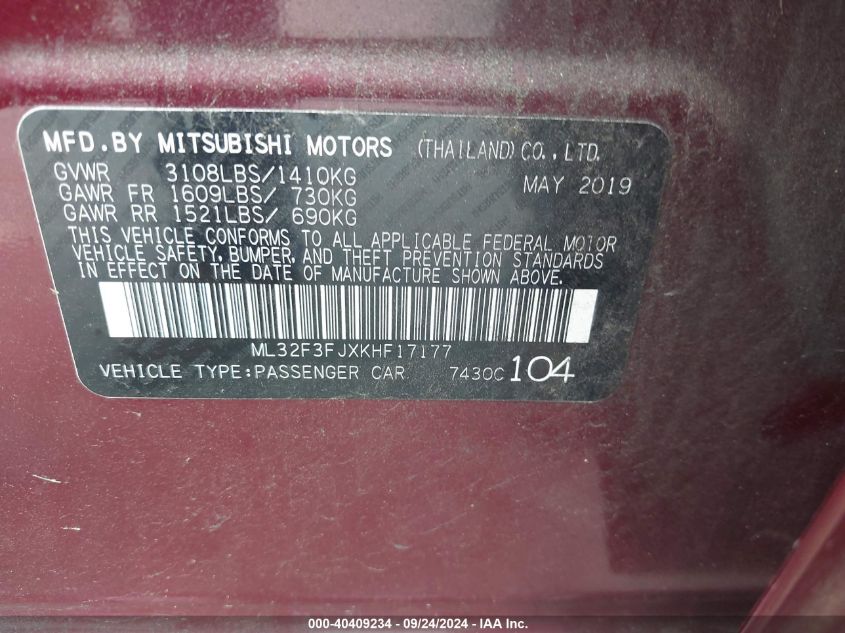 MFD.BY MITSUBISHI MOTORS (THAILAND) CO., LTD.
GVWR 3108LBS/1410KG MAY 2019
GAWR FR 1609LBS/ 730KG
GAWR RR 1521LBS/ 690KG
THIS VEHICLE CONFORMS TO ALL APPLICABLE FEDERAL MOTOR
VEHICLE SAFETY, BUMPER, AND THEFT PREVENTION STANDARDS
IN EFFECT ON THE DATE OF MANUFACTURE SHOWN ABOVE.
ML32F3FJXKHF17177
VEHICLE TYPE:PASSENGER CAR 7430C 104
000-40409234 - 09/24/2024 - IAA Inc.